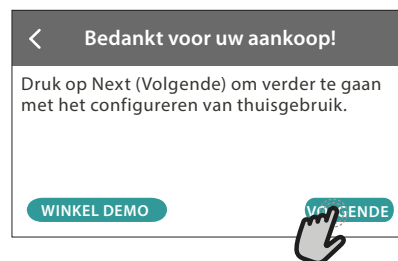 Bedankt voor uw aankoop!
Druk op Next (Volgende) om verder te gaan
met het configureren van thuisgebruik.
WINKEL DEMO
VOLGENDE